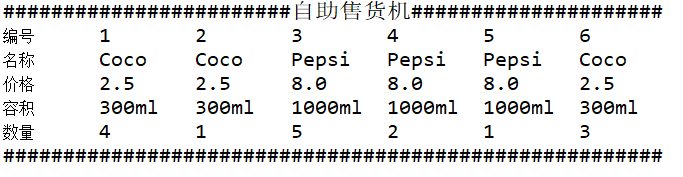 ########################自助售货机#####################
编号 1 2 3 4 5 6
名称 Coco Coco Pepsi Pepsi Pepsi Coco
价格 2.5 2.5 8.0 8.0 8.0 2.5
容积 300ml 300ml 1000ml 1000ml 1000ml 300ml
数量 4 1 5 2 1 3
#######################################################